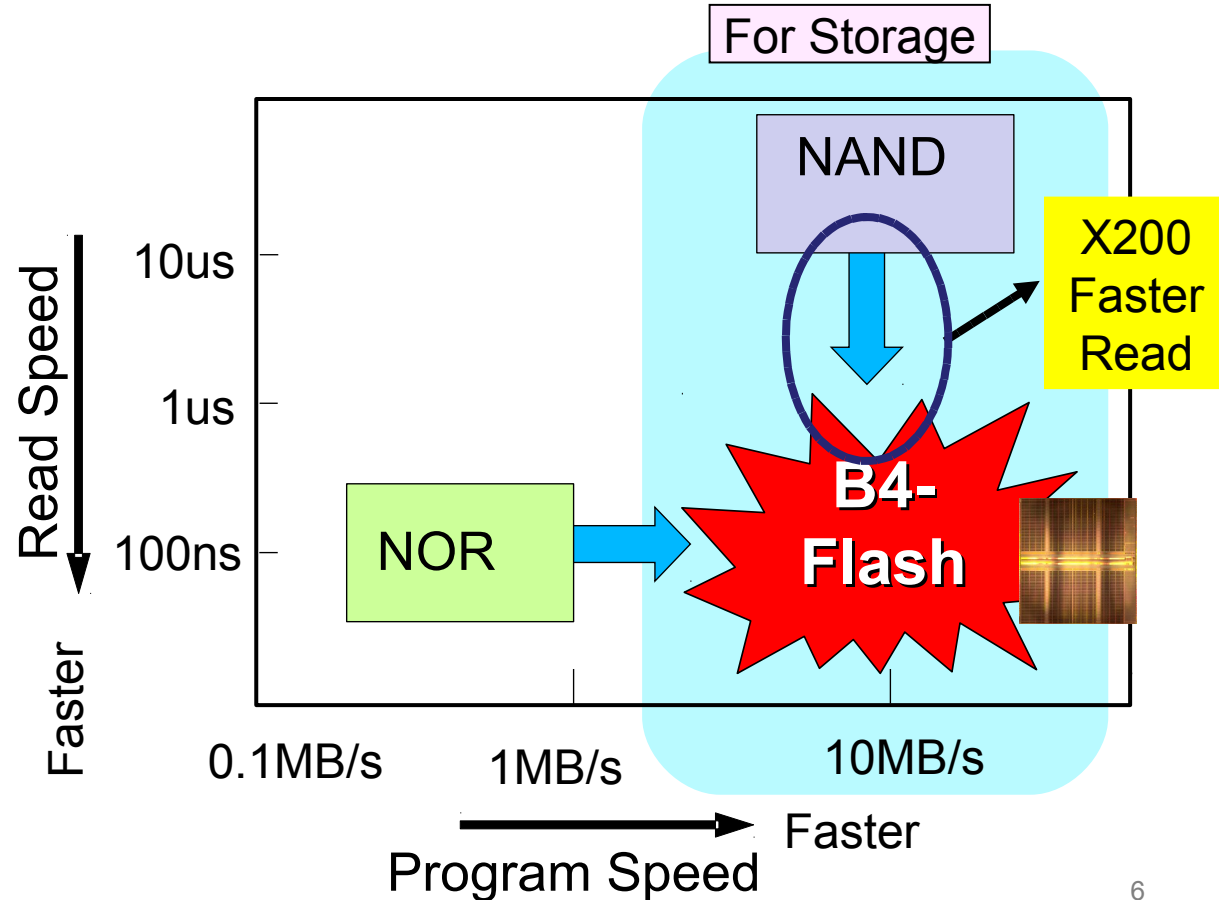 For Storage
NAND
X200
Faster
Read
10us
1us
100ns
Read Speed
Faster
NOR
B4-
Flash
0.1MB/s
1MB/s
10MB/s
Faster
Program Speed
6